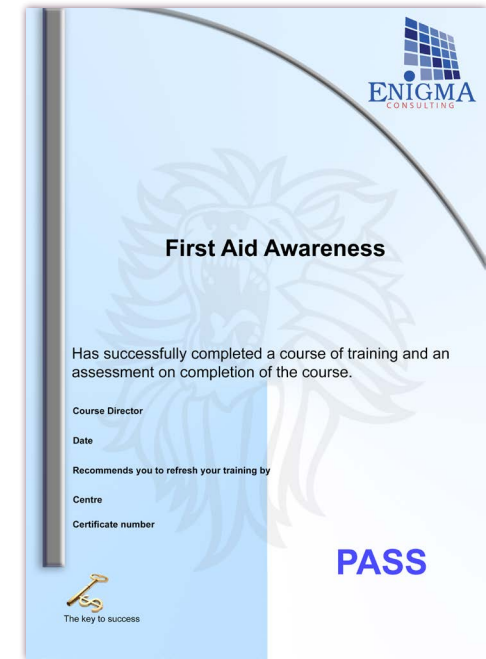 ENIGMA
CONSULTING
First Aid Awareness
Has successfully completed a course of training and an
assessment on completion of the course.
Course Director
Date
Recommends you to refresh your training by
Centre
Certificate number
PASS
The key to success